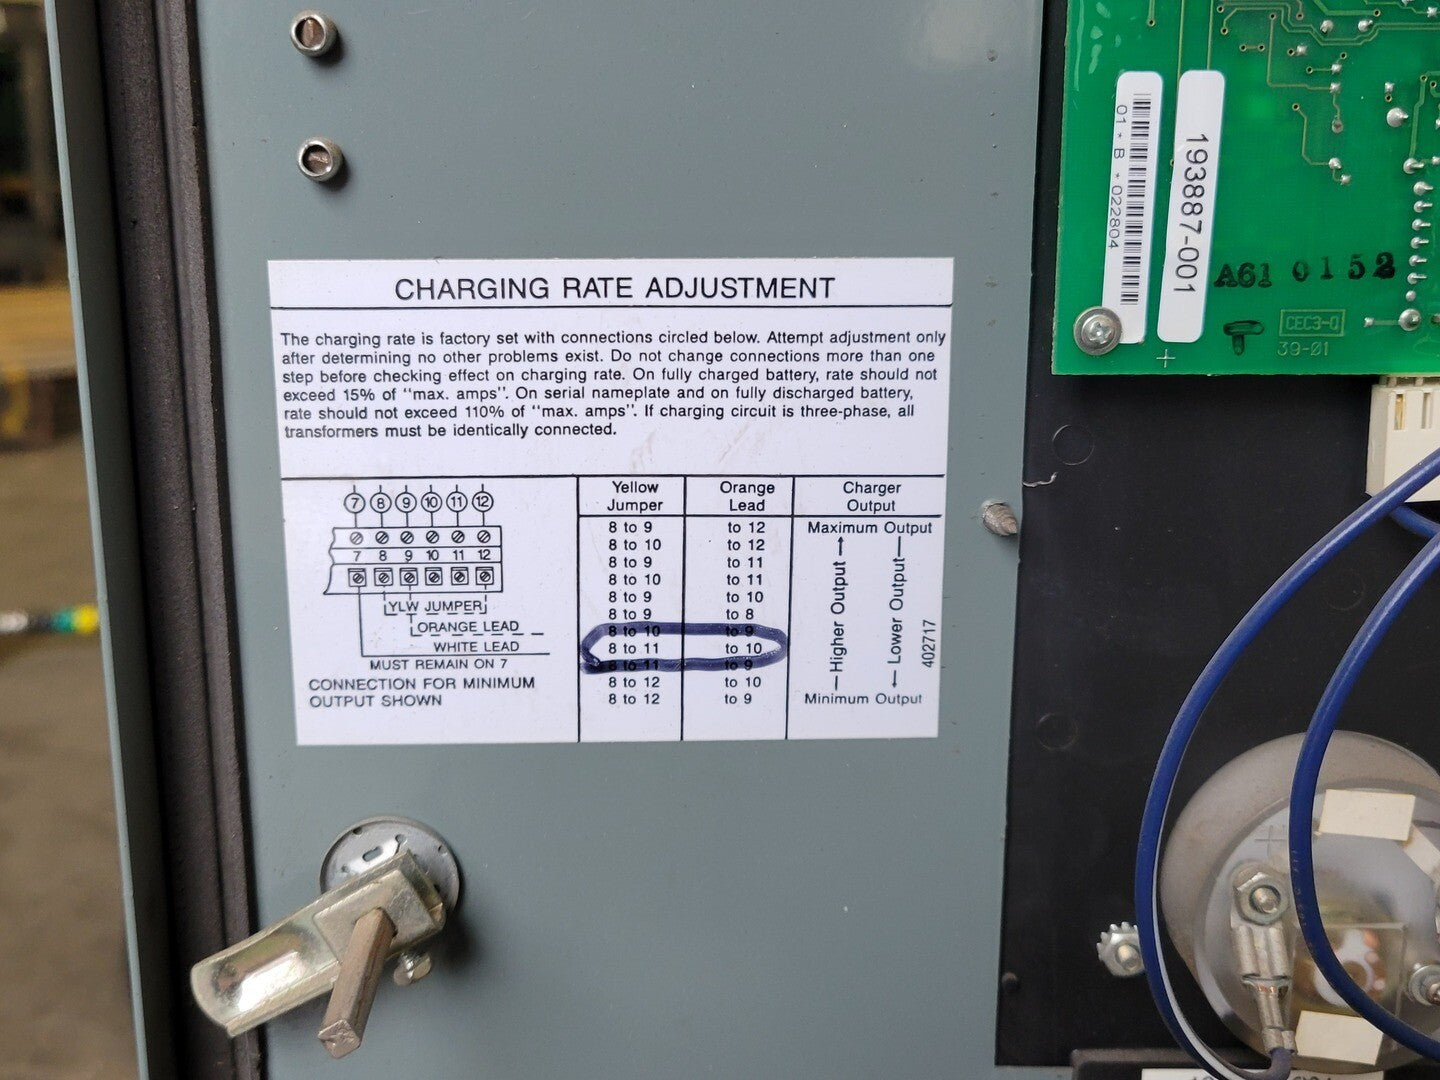 CHARGING RATE ADJUSTMENT
The charging rate is factory set with connections circled below. Attempt adjustment only
after determining no other problems exist. Do not change connections more than one
step before checking effect on charging rate. On fully charged battery, rate should not
exceed 15% of "max. amps". On serial nameplate and on fully discharged battery,
rate should not exceed 110% of "max. amps". If charging circuit is three-phase, all
transformers must be identically connected.
7 8 9 10 11 12
7 8 9 10 11 12
YLW JUMPER
ORANGE LEAD
WHITE LEAD
MUST REMAIN ON 7
CONNECTION FOR MINIMUM
OUTPUT SHOWN
Yellow Jumper Orange Lead Charger Output
8 to 9 to 12 Maximum Output
8 to 10 to 12
8 to 9 to 11
8 to 10 to 11
8 to 9 to 10
8 to 9 to 8
8 to 10 to 9
8 to 11 to 10
8 to 11 to 9
8 to 12 to 10
8 to 12 to 9 Minimum Output
Higher Output
Lower Output
402717
01 * B * 022804
193887-001
A61 0152
CEC3-0
39-01